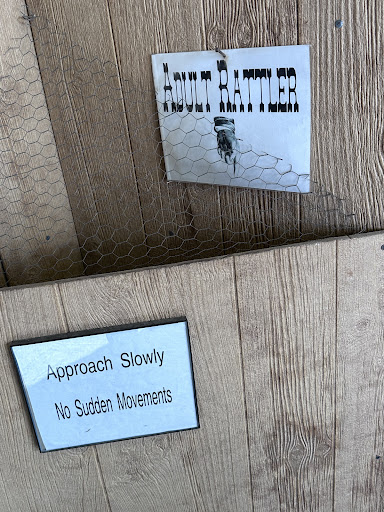 Adult Rattler
Approach Slowly
No Sudden Movements